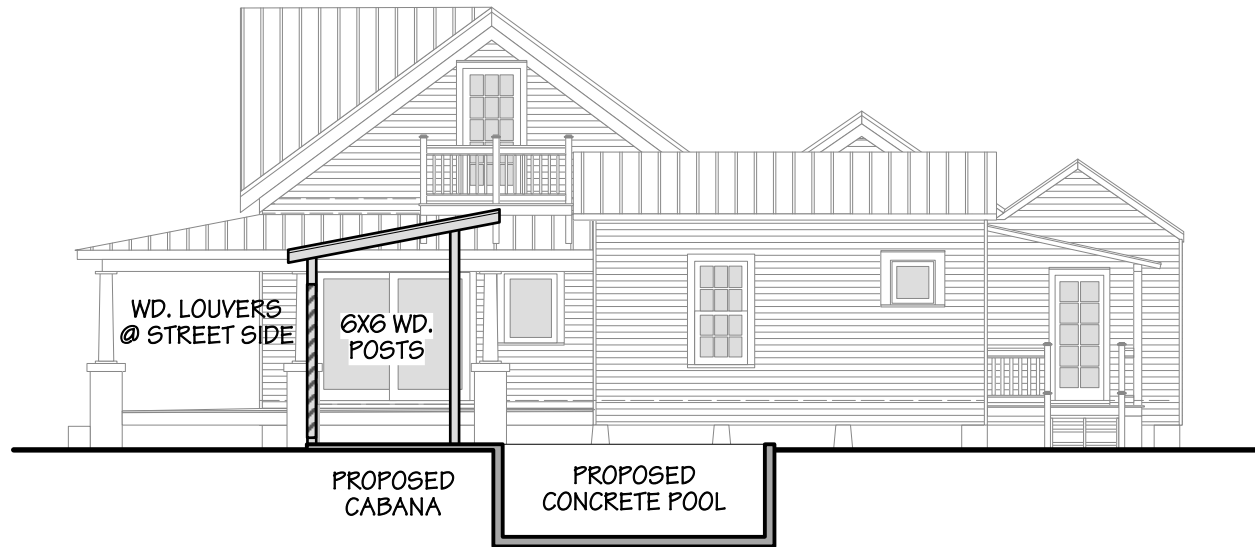 WD. LOUVERS
@ STREET SIDE
6X6 WD.
POSTS
PROPOSED
CABANA
PROPOSED
CONCRETE POOL